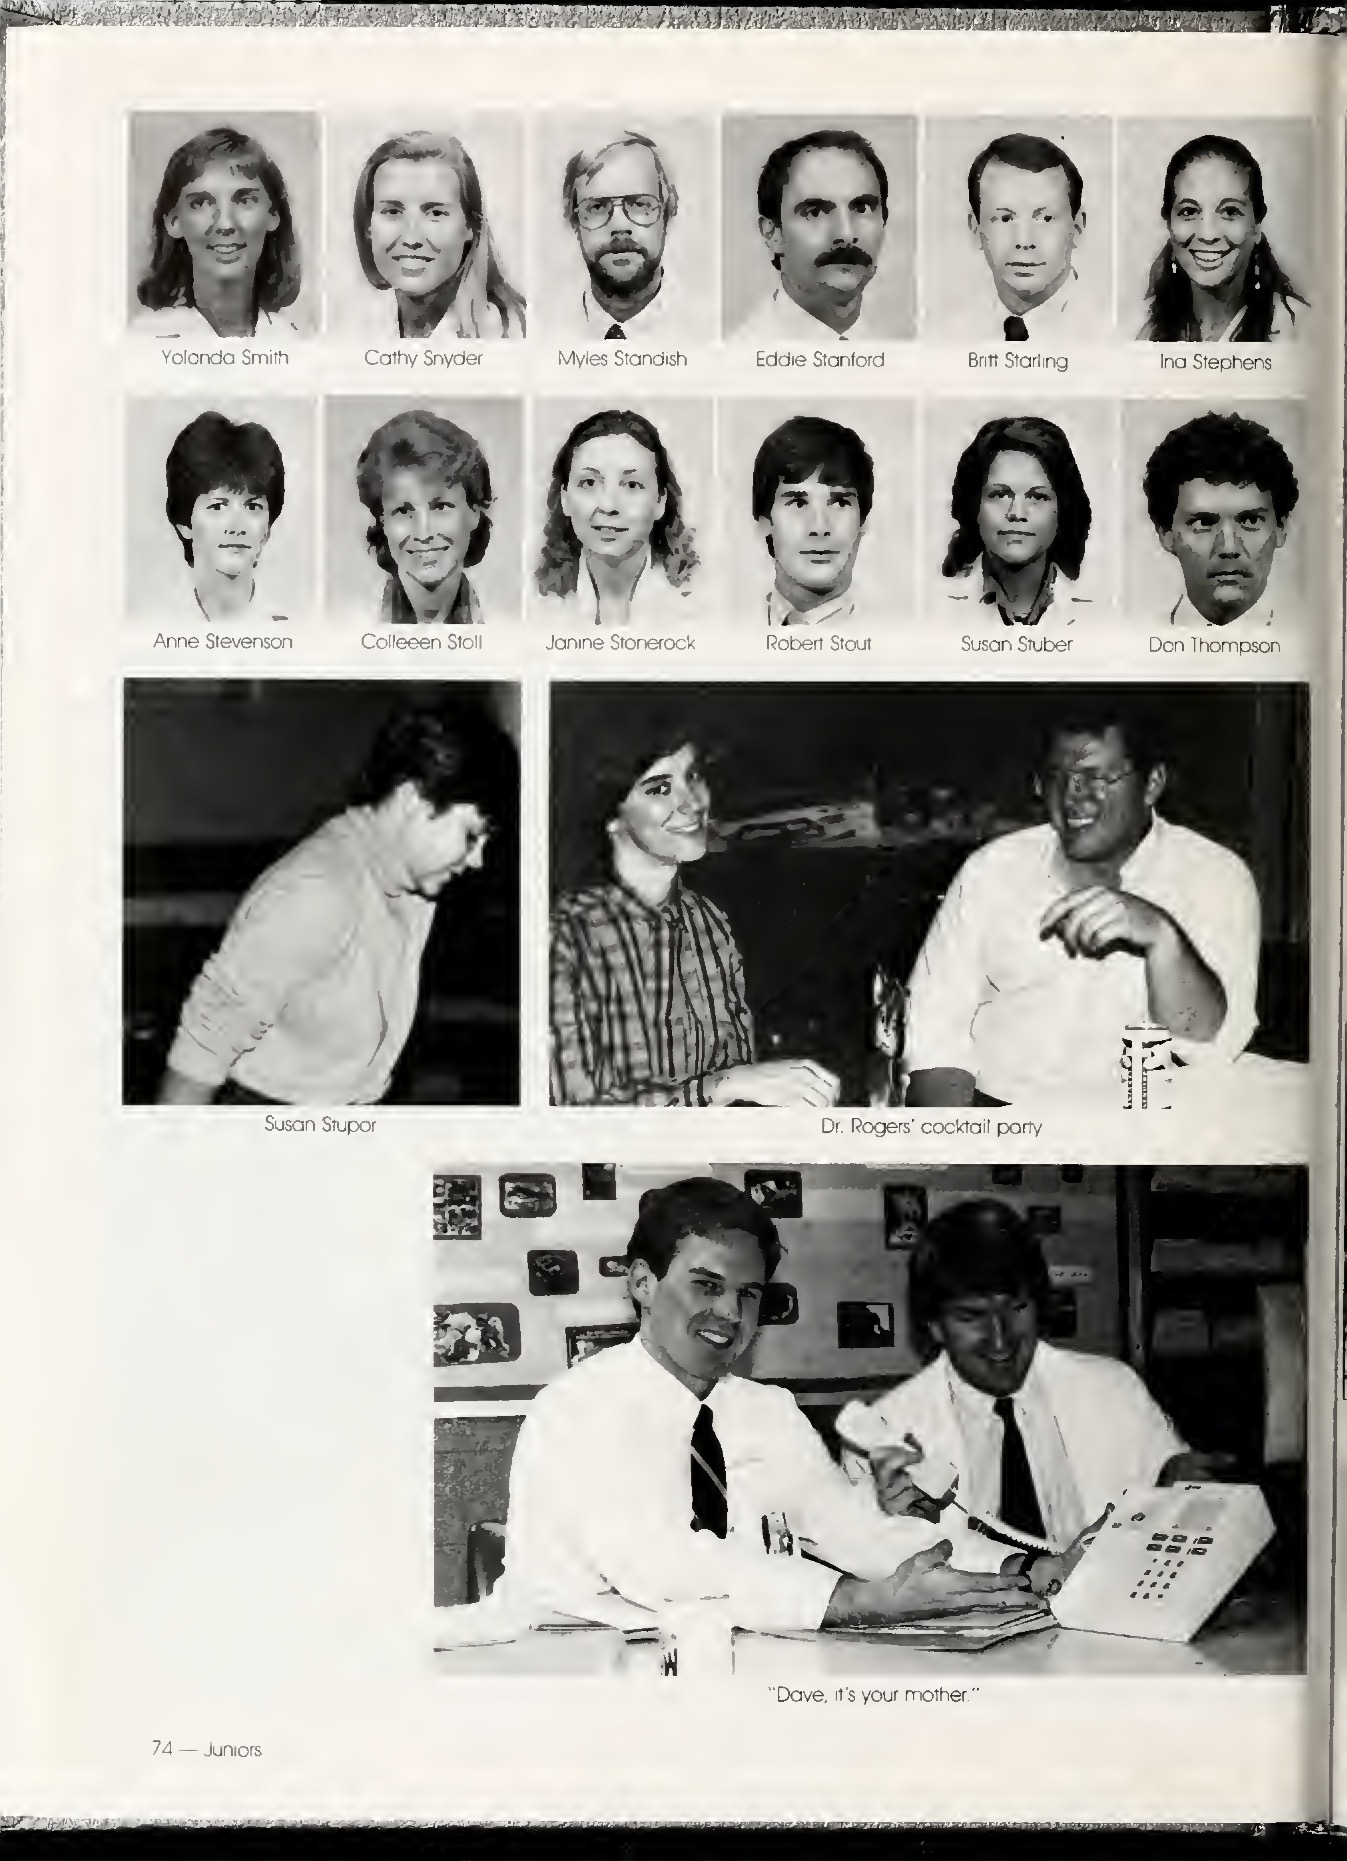 Yolanda Smith
Cathy Snyder
Myles Standish
Eddie Stanford
Britt Starling
Ina Stephens
Anne Stevenson
Colleeen Stoll
Janine Stonerock
Robert Stout
Susan Stuber
Don Thompson
Susan Stupor
Dr. Rogers' cocktail party
"Dave, it's your mother."
74 — Juniors